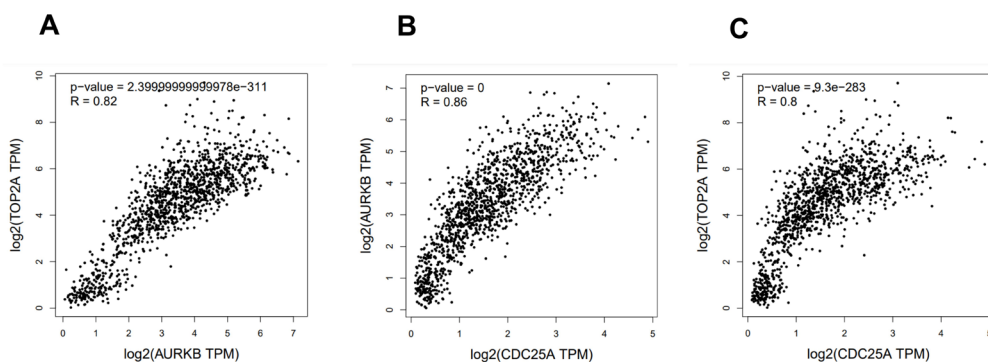 A
B
C
p-value = 2.39999999999978e-311
R = 0.82
p-value = 0
R = 0.86
p-value = 9.3e-283
R = 0.8
log2(TOP2A TPM)
0
2
4
6
8
10
0
1
2
3
4
5
6
7
log2(AURKB TPM)
log2(AURKB TPM)
0
1
2
3
4
5
6
7
0
1
2
3
4
5
log2(CDC25A TPM)
log2(TOP2A TPM)
0
2
4
6
8
10
0
1
2
3
4
5
log2(CDC25A TPM)